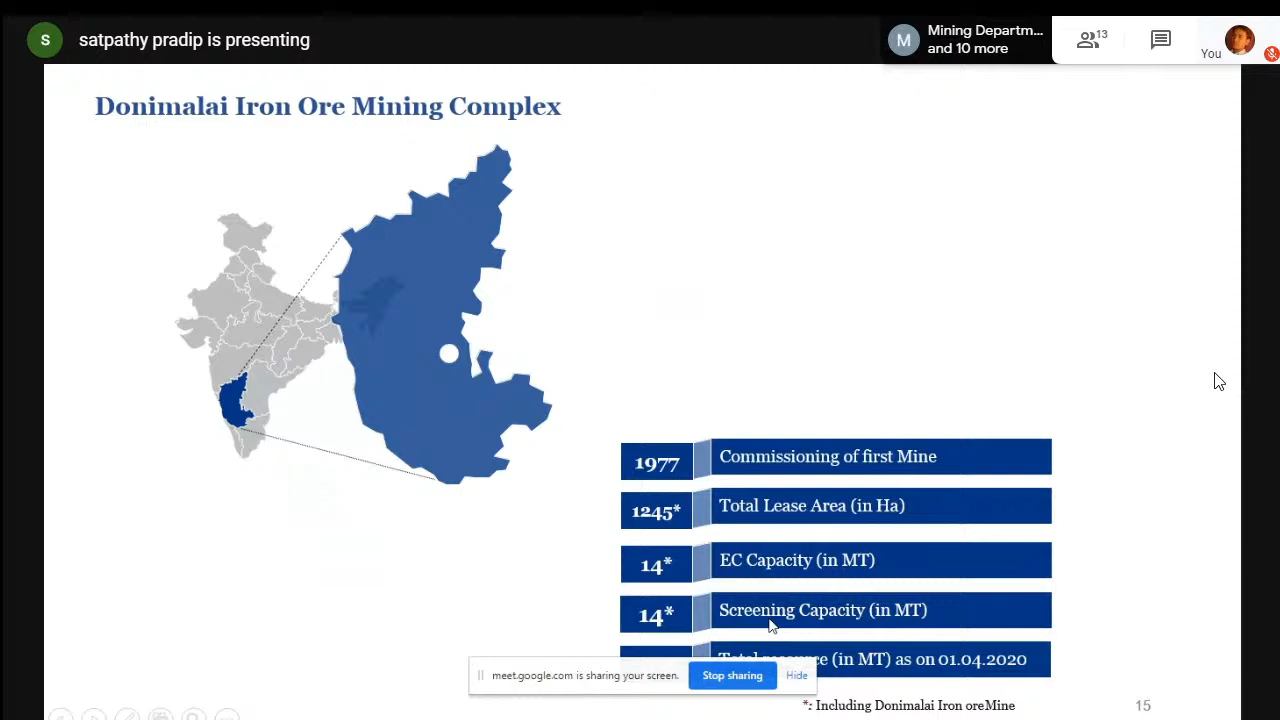 S satpathy pradip is presenting
M Mining Departm...
and 10 more
13
You
Donimalai Iron Ore Mining Complex
1977 Commissioning of first Mine
1245* Total Lease Area (in Ha)
14* EC Capacity (in MT)
14* Screening Capacity (in MT)
Total resource (in MT) as on 01.04.2020
meet.google.com is sharing your screen. Stop sharing Hide
*: Including Donimalai Iron oreMine
15